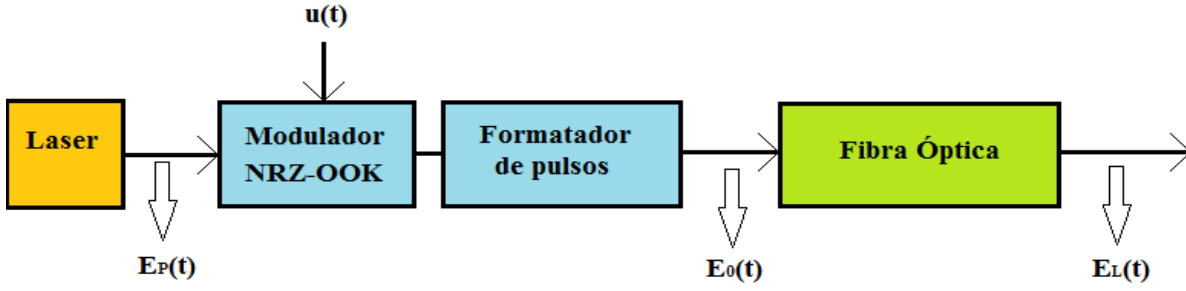 u(t)
Laser
Modulador
NRZ-OOK
Formatador
de pulsos
Fibra Óptica
EP(t)
E0(t)
EL(t)